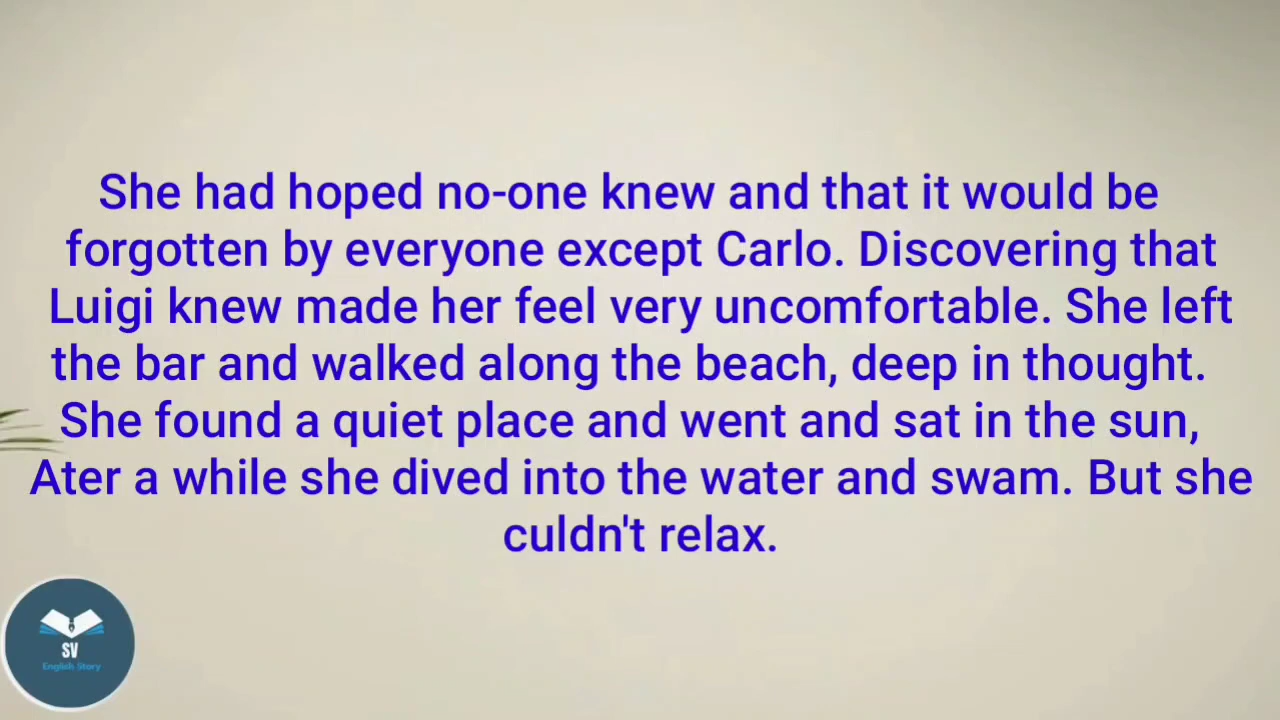 She had hoped no-one knew and that it would be
forgotten by everyone except Carlo. Discovering that
Luigi knew made her feel very uncomfortable. She left
the bar and walked along the beach, deep in thought.
She found a quiet place and went and sat in the sun,
Ater a while she dived into the water and swam. But she
culdn't relax.
SV
English Story